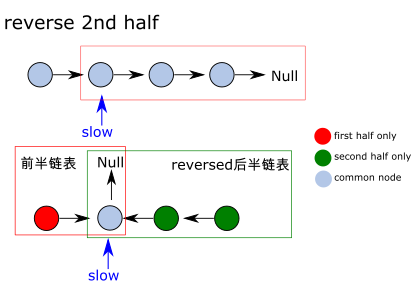 reverse 2nd half
Null
slow
first half only
second half only
common node
前半链表
Null
reversed后半链表
slow